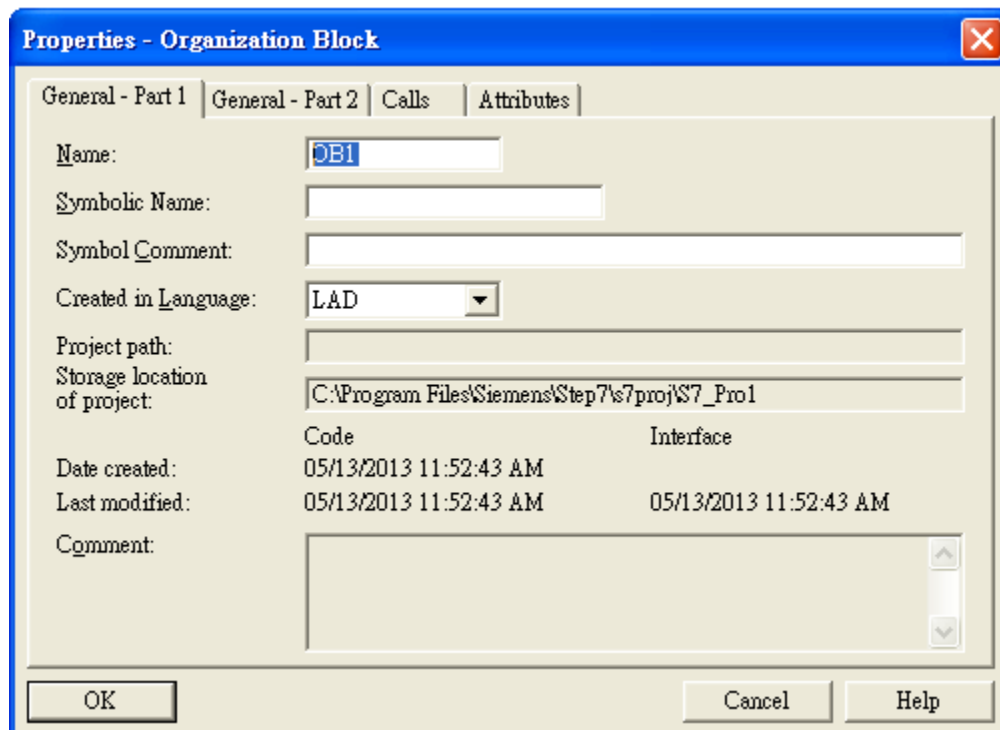 Properties - Organization Block
General - Part 1 General - Part 2 Calls Attributes
Name: OB1
Symbolic Name:
Symbol Comment:
Created in Language: LAD
Project path:
Storage location
of project: C:\Program Files\Siemens\Step7\s7proj\S7_Pro1
Code Interface
Date created: 05/13/2013 11:52:43 AM
Last modified: 05/13/2013 11:52:43 AM 05/13/2013 11:52:43 AM
Comment:
OK Cancel Help